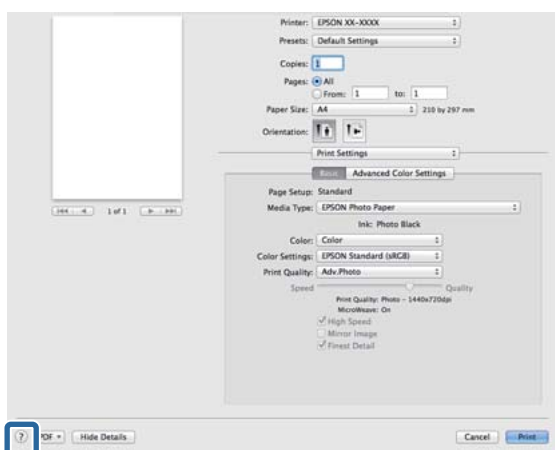 Printer: EPSON XX-XXXX
Presets: Default Settings
Copies: 1
Pages: All
From: 1 to: 1
Paper Size: A4 210 by 297 mm
Orientation:
Print Settings
Basic Advanced Color Settings
Page Setup: Standard
Media Type: EPSON Photo Paper
Ink: Photo Black
Color: Color
Color Settings: EPSON Standard (sRGB)
Print Quality: Adv.Photo
Speed Quality
Print Quality: Photo - 1440x720dpi
MicroWeave: On
High Speed
Mirror Image
Finest Detail
1 of 1
? PDF Hide Details Cancel Print